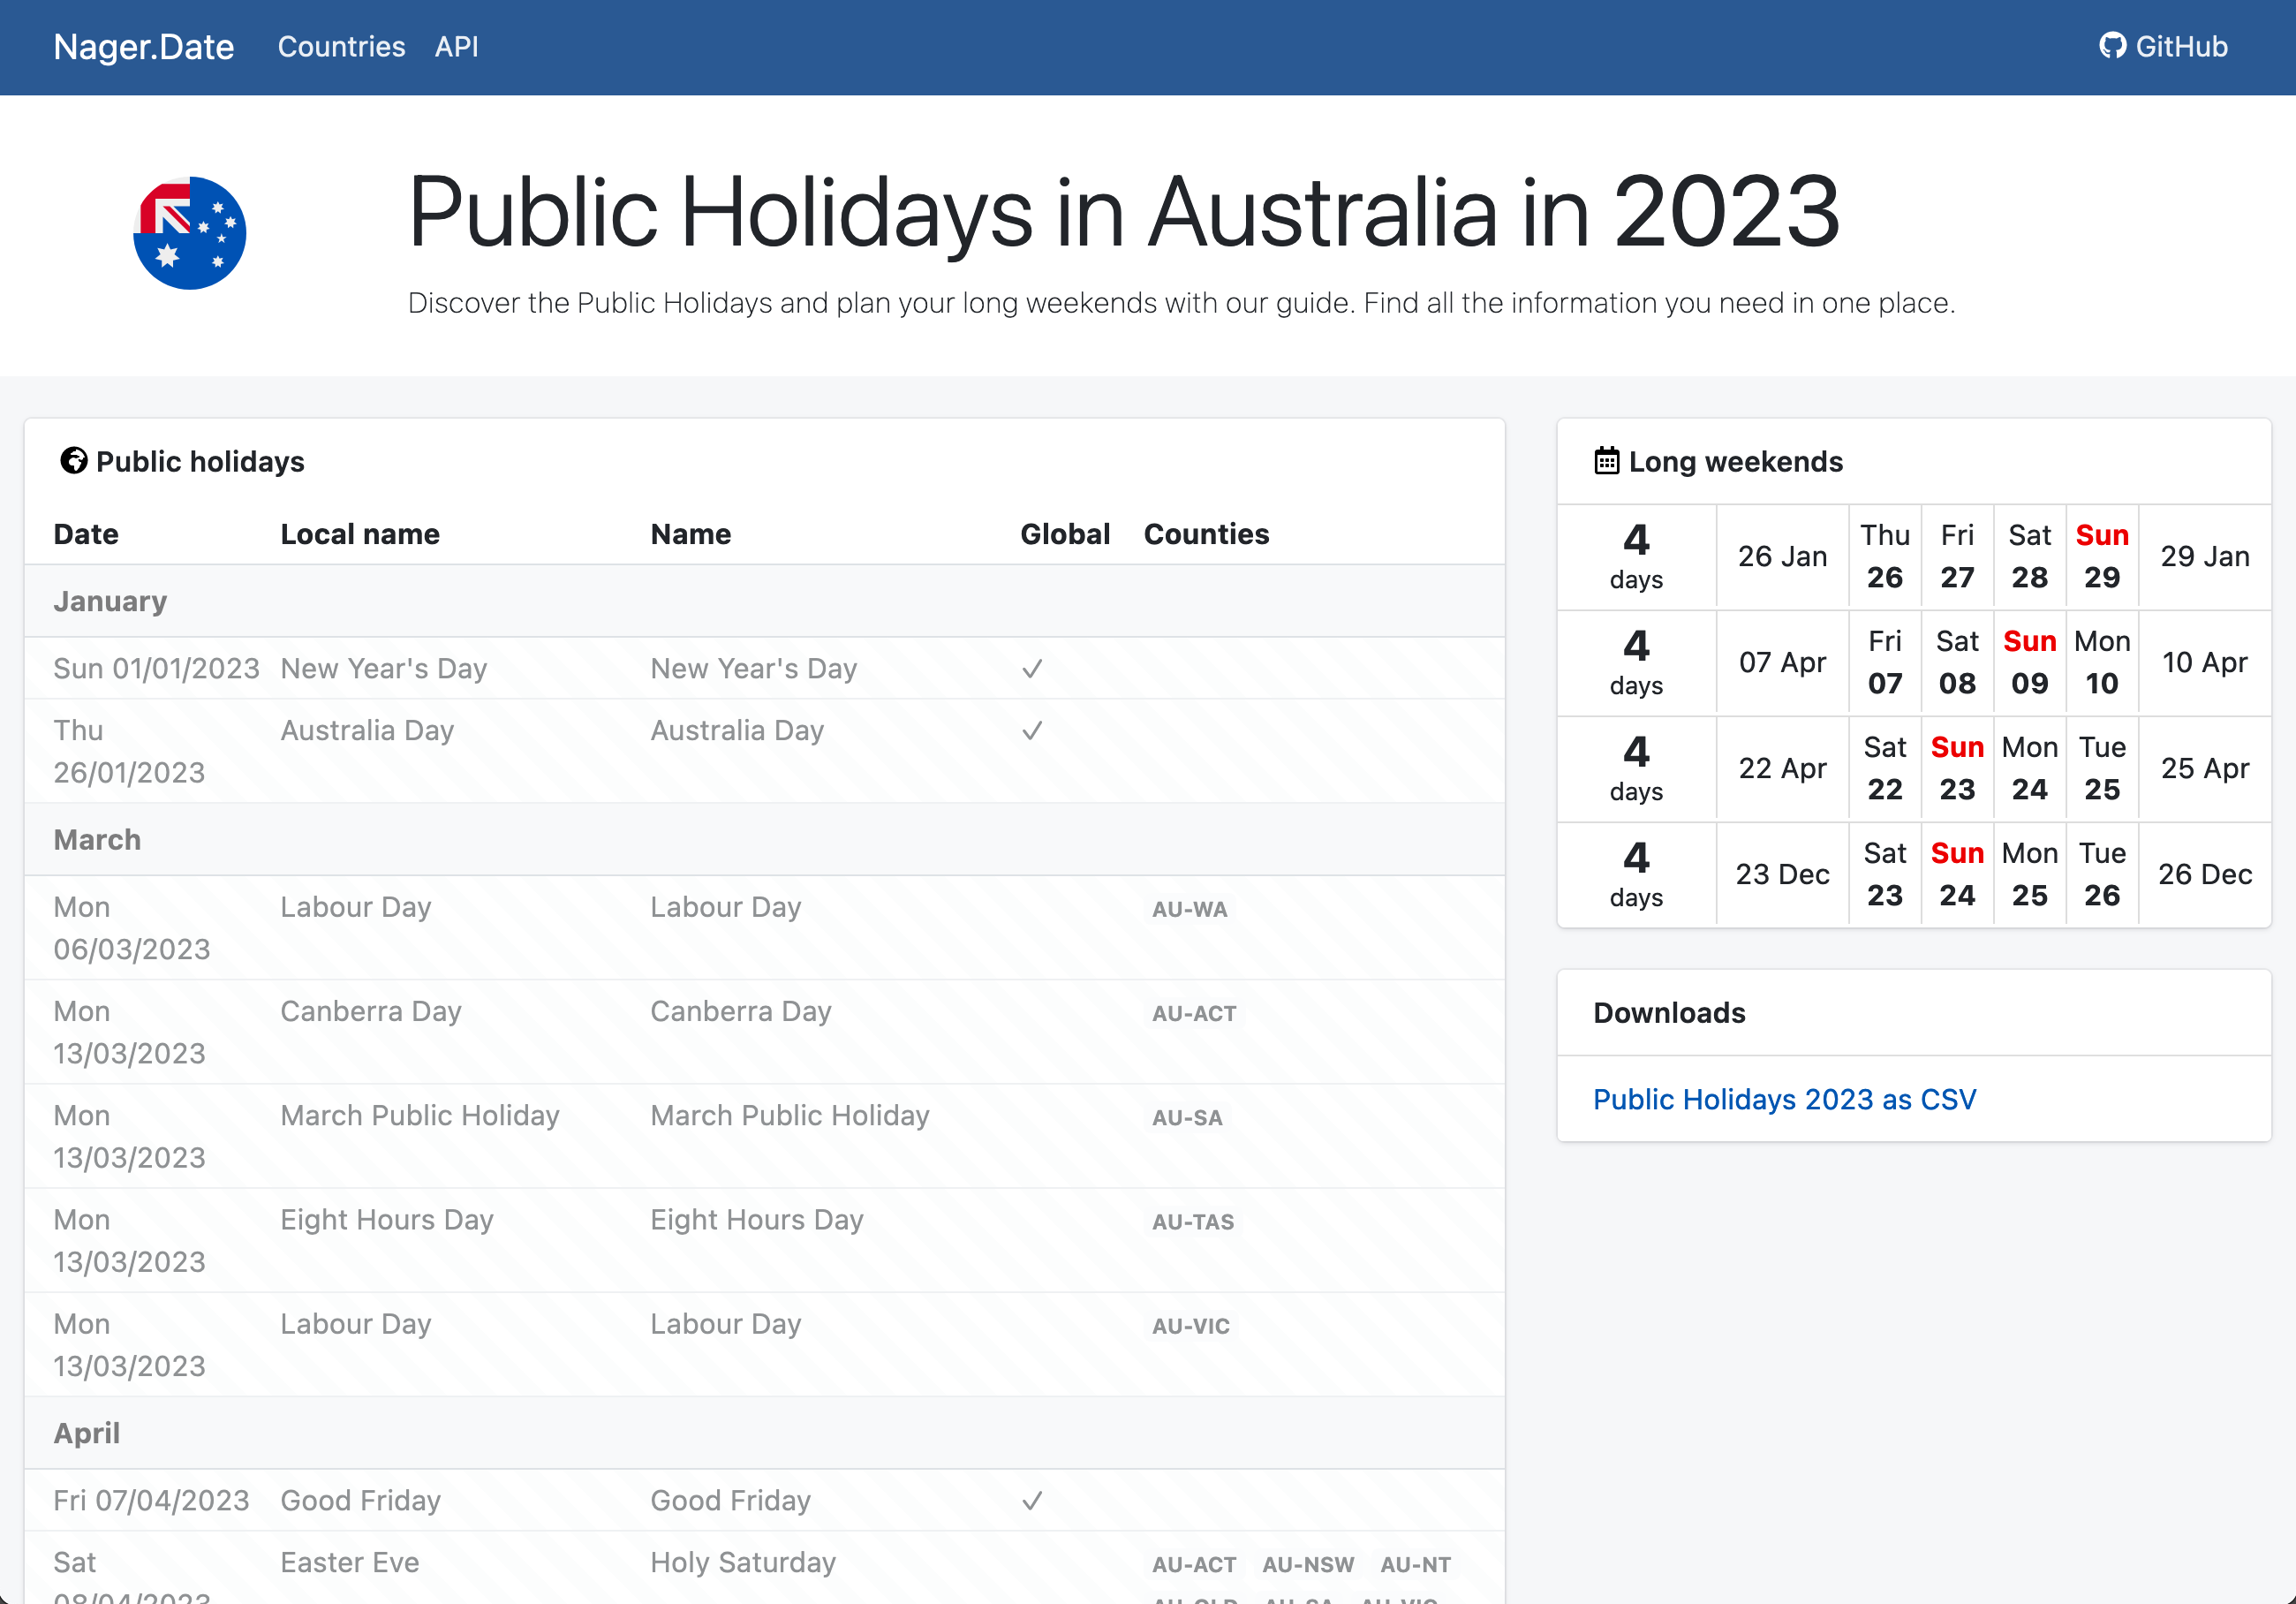 Nager.Date Countries API GitHub
Public Holidays in Australia in 2023
Discover the Public Holidays and plan your long weekends with our guide. Find all the information you need in one place.
Public holidays
Date Local name Name Global Counties
January
Sun 01/01/2023 New Year's Day New Year's Day ✓
Thu Australia Day Australia Day ✓
26/01/2023
March
Mon Labour Day Labour Day AU-WA
06/03/2023
Mon Canberra Day Canberra Day AU-ACT
13/03/2023
Mon March Public Holiday March Public Holiday AU-SA
13/03/2023
Mon Eight Hours Day Eight Hours Day AU-TAS
13/03/2023
Mon Labour Day Labour Day AU-VIC
13/03/2023
April
Fri 07/04/2023 Good Friday Good Friday ✓
Sat Easter Eve Holy Saturday AU-ACT AU-NSW AU-NT
08/04/2023 AU-QLD AU-SA AU-VIC
Long weekends
4 days 26 Jan Thu 26 Fri 27 Sat 28 Sun 29 29 Jan
4 days 07 Apr Fri 07 Sat 08 Sun 09 Mon 10 10 Apr
4 days 22 Apr Sat 22 Sun 23 Mon 24 Tue 25 25 Apr
4 days 23 Dec Sat 23 Sun 24 Mon 25 Tue 26 26 Dec
Downloads
Public Holidays 2023 as CSV